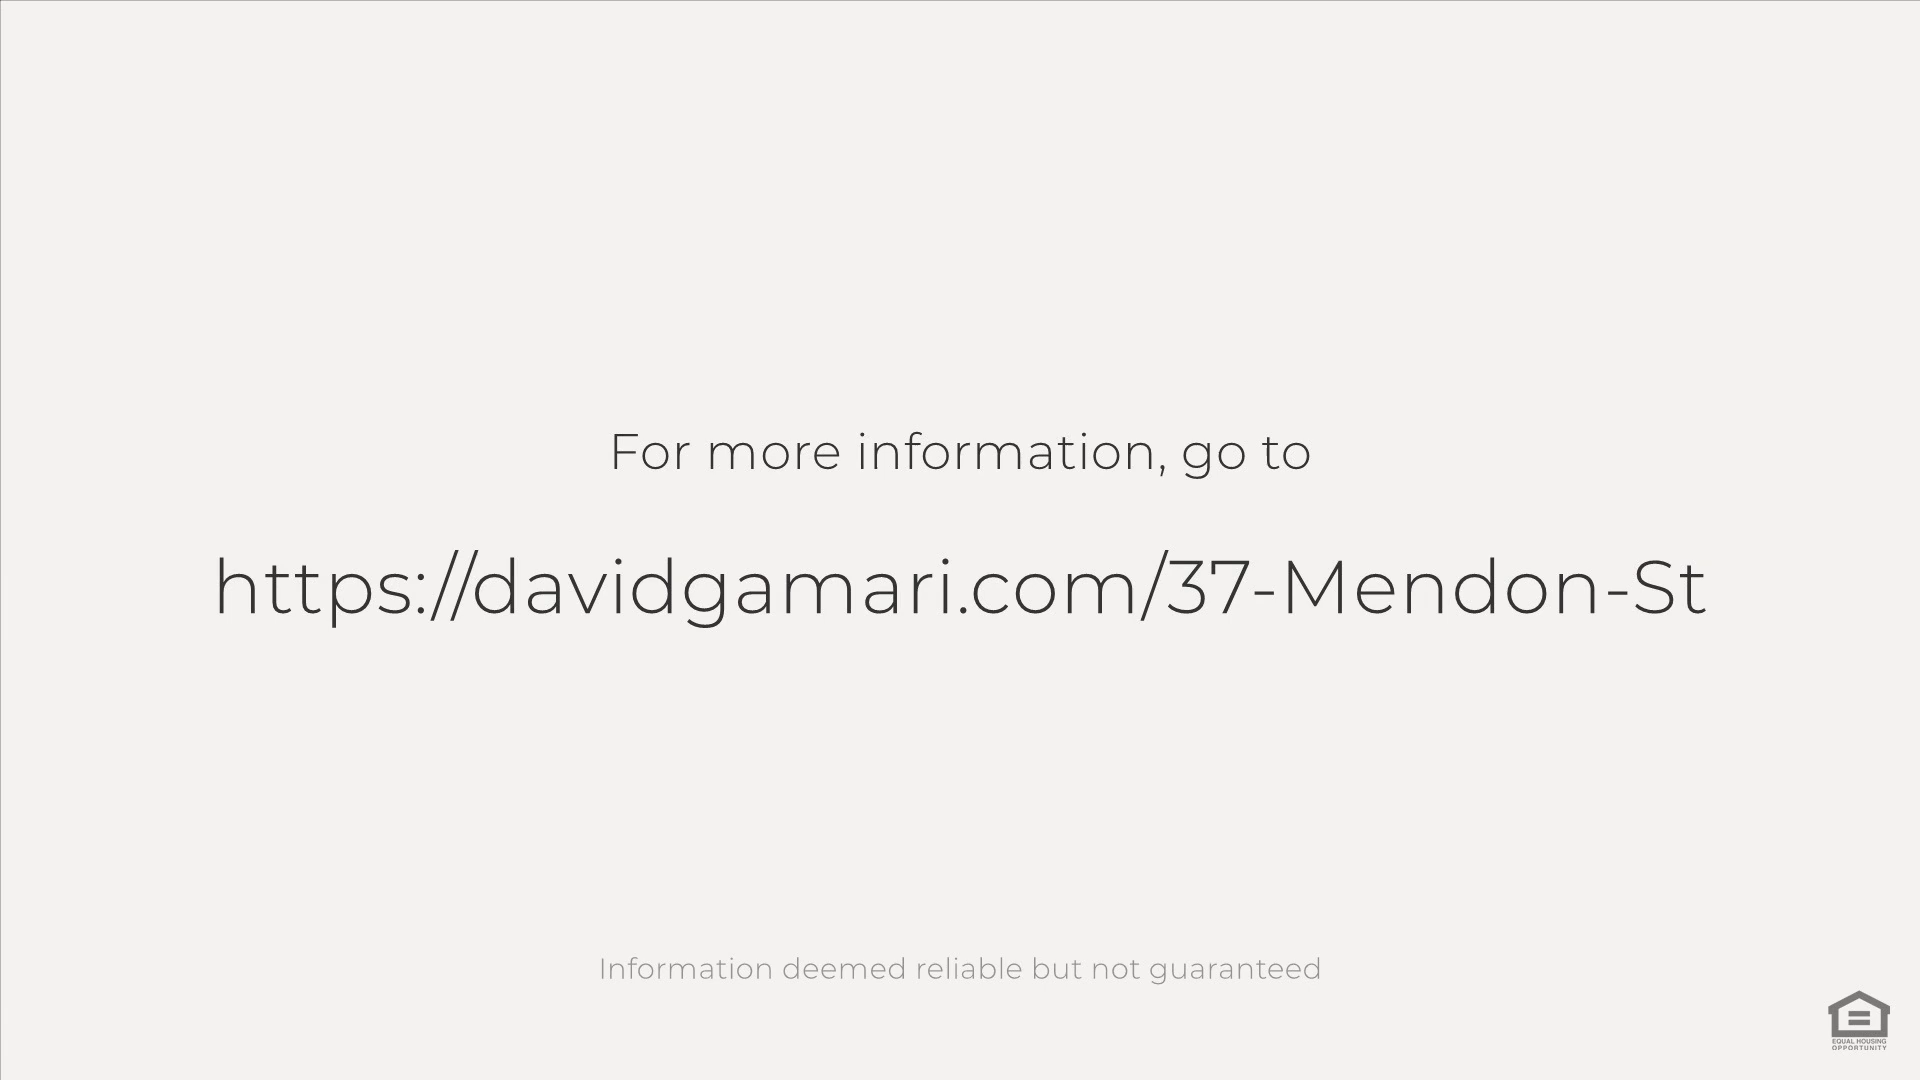 For more information, go to
https://davidgamari.com/37-Mendon-St
Information deemed reliable but not guaranteed
EQUAL HOUSING
OPPORTUNITY